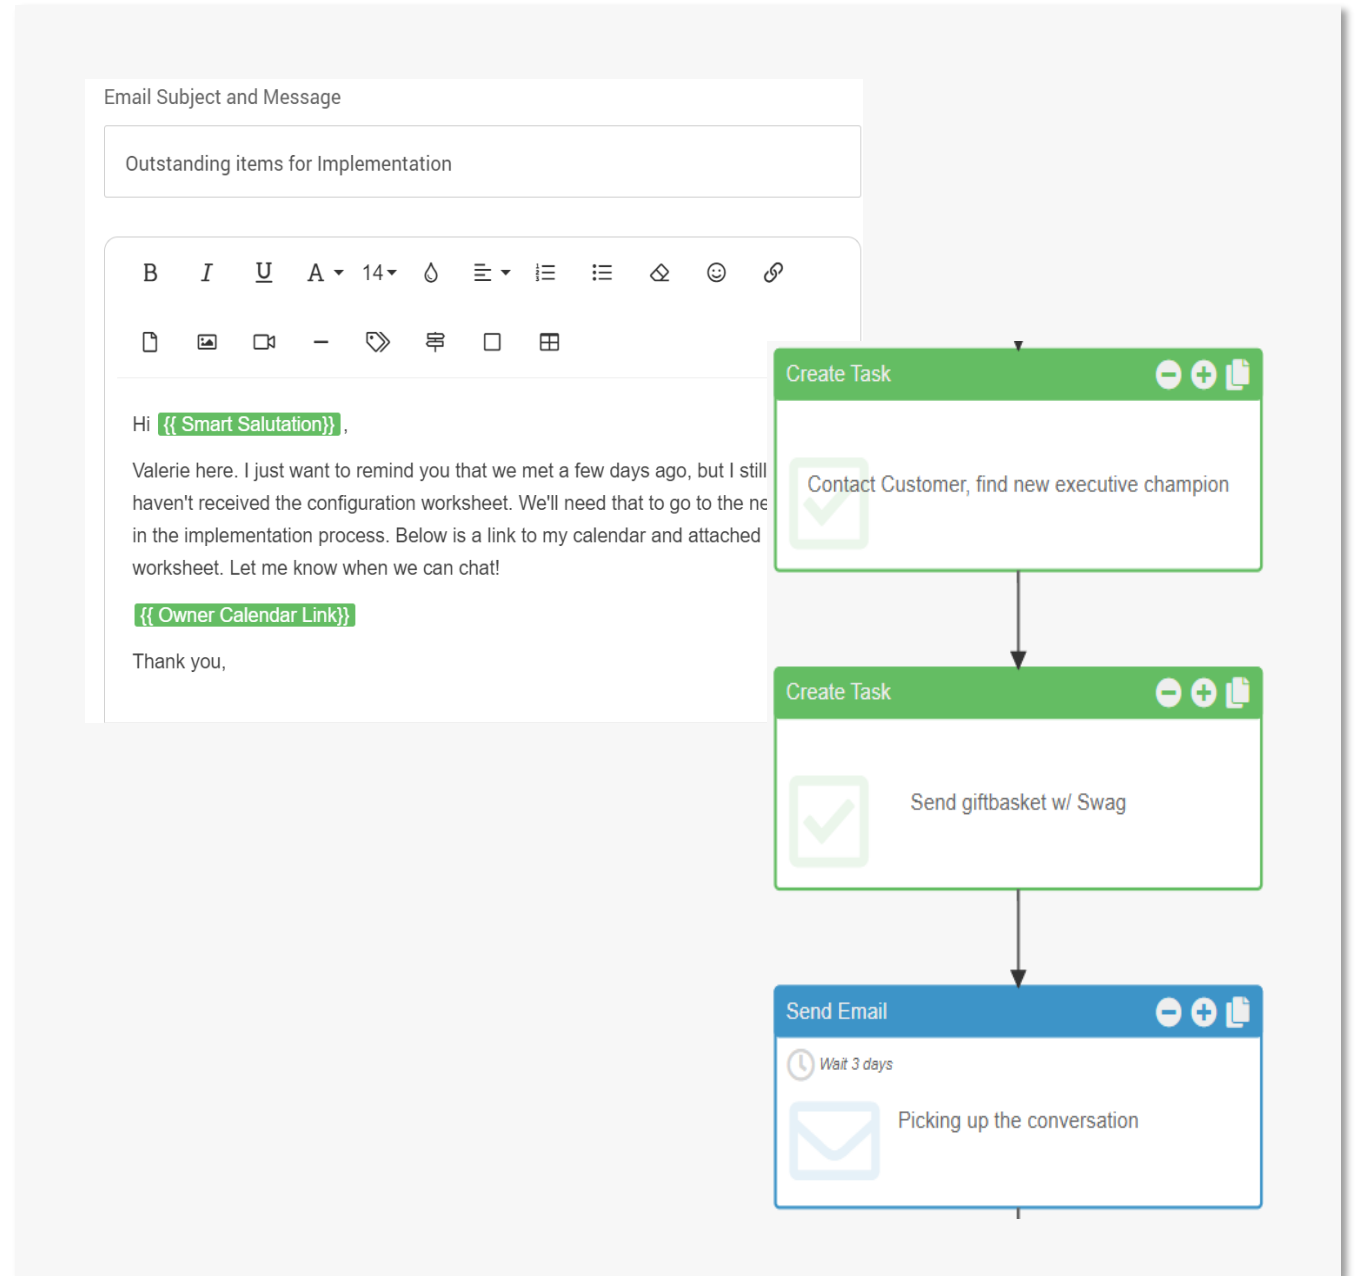 Email Subject and Message
Outstanding items for Implementation
B I U A 14
Hi {{ Smart Salutation}} ,
Valerie here. I just want to remind you that we met a few days ago, but I still
haven't received the configuration worksheet. We'll need that to go to the
in the implementation process. Below is a link to my calendar and attached
worksheet. Let me know when we can chat!
{{ Owner Calendar Link}}
Thank you,
Create Task
Contact Customer, find new executive champion
Create Task
Send giftbasket w/ Swag
Send Email
Wait 3 days
Picking up the conversation